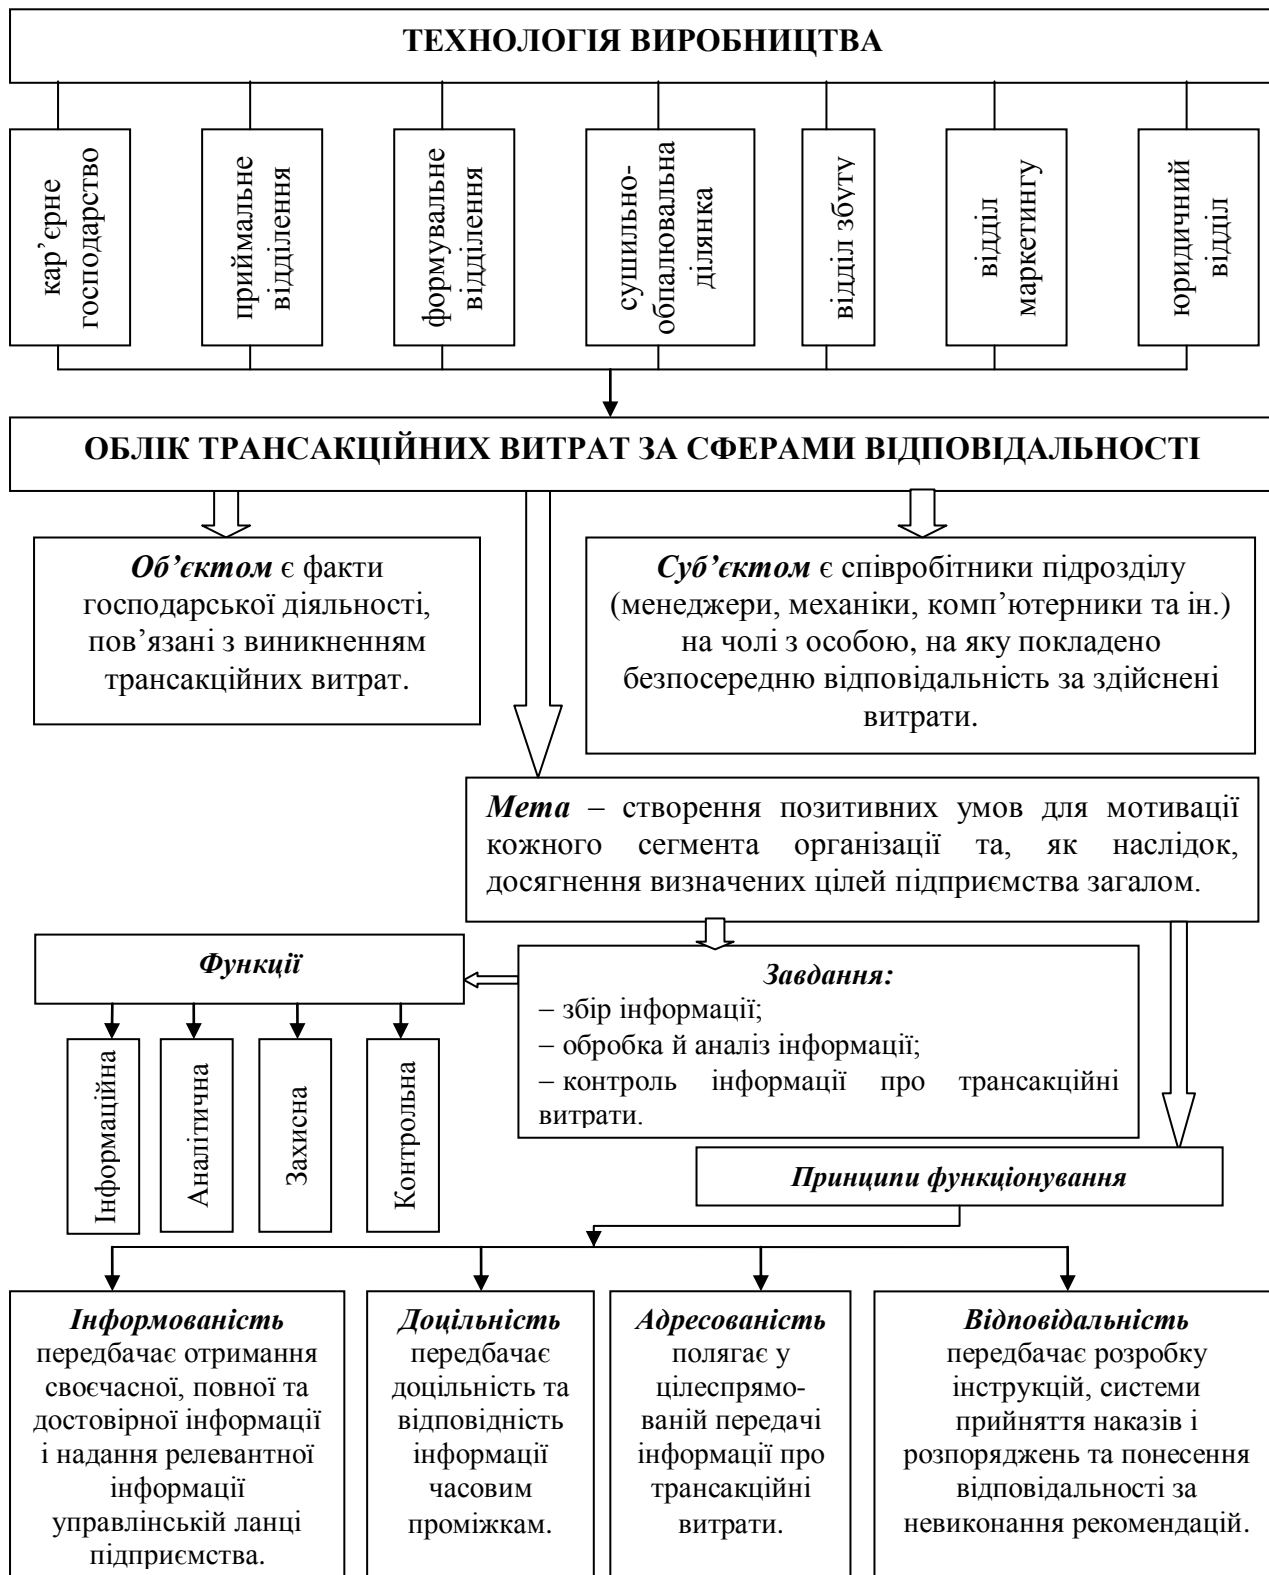 ТЕХНОЛОГІЯ ВИРОБНИЦТВА
кар’єрне
господарство
приймальне
відділення
формувальне
відділення
сушильно-
обпалювальна
ділянка
відділ збуту
відділ
маркетингу
юридичний
відділ
ОБЛІК ТРАНСАКЦІЙНИХ ВИТРАТ ЗА СФЕРАМИ ВІДПОВІДАЛЬНОСТІ
Об’єктом є факти
господарської діяльності,
пов’язані з виникненням
трансакційних витрат.
Суб’єктом є співробітники підрозділу
(менеджери, механіки, комп’ютерники та ін.)
на чолі з особою, на яку покладено
безпосередню відповідальність за здійснені
витрати.
Мета – створення позитивних умов для мотивації
кожного сегмента організації та, як наслідок,
досягнення визначених цілей підприємства загалом.
Функції
Інформаційна
Аналітична
Захисна
Контрольна
Завдання:
– збір інформації;
– обробка й аналіз інформації;
– контроль інформації про трансакційні
витрати.
Принципи функціонування
Інформованість
передбачає отримання
своєчасної, повної та
достовірної інформації
і надання релевантної
інформації
управлінській ланці
підприємства.
Доцільність
передбачає
доцільність та
відповідність
інформації
часовим
проміжкам.
Адресованість
полягає у
цілеспрямо-
ваній передачі
інформації про
трансакційні
витрати.
Відповідальність
передбачає розробку
інструкцій, системи
прийняття наказів і
розпоряджень та понесення
відповідальності за
невиконання рекомендацій.